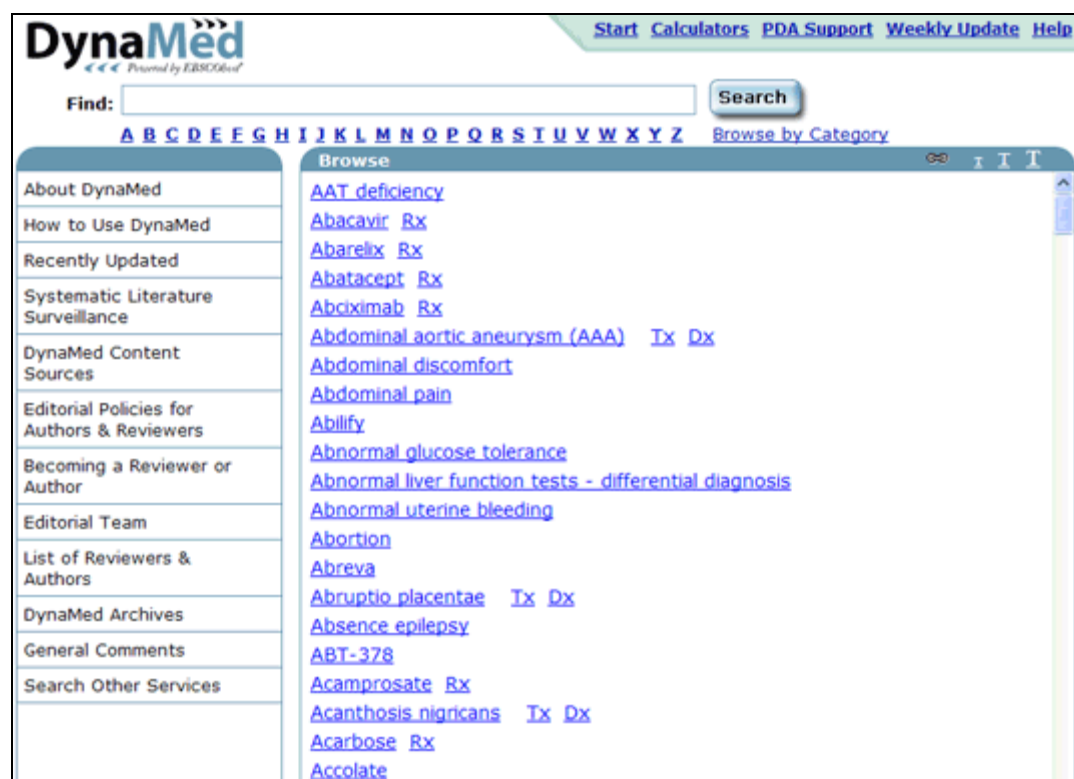 DynaMed
Powered by EBSCOhost
Start Calculators PDA Support Weekly Update Help
Find:
Search
A B C D E F G H I J K L M N O P Q R S T U V W X Y Z Browse by Category
Browse
T T T
About DynaMed
How to Use DynaMed
Recently Updated
Systematic Literature
Surveillance
DynaMed Content
Sources
Editorial Policies for
Authors & Reviewers
Becoming a Reviewer or
Author
Editorial Team
List of Reviewers &
Authors
DynaMed Archives
General Comments
Search Other Services
AAT deficiency
Abacavir Rx
Abarelix Rx
Abatacept Rx
Abciximab Rx
Abdominal aortic aneurysm (AAA) Tx Dx
Abdominal discomfort
Abdominal pain
Abilify
Abnormal glucose tolerance
Abnormal liver function tests - differential diagnosis
Abnormal uterine bleeding
Abortion
Abreva
Abruptio placentae Tx Dx
Absence epilepsy
ABT-378
Acamprosate Rx
Acanthosis nigricans Tx Dx
Acarbose Rx
Accolate